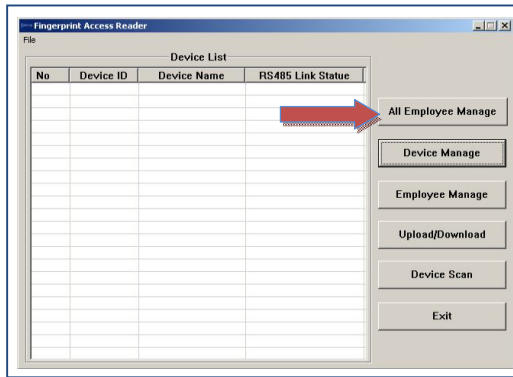 Fingerprint Access Reader
File
Device List
No Device ID Device Name RS485 Link Statue
All Employee Manage
Device Manage
Employee Manage
Upload/Download
Device Scan
Exit